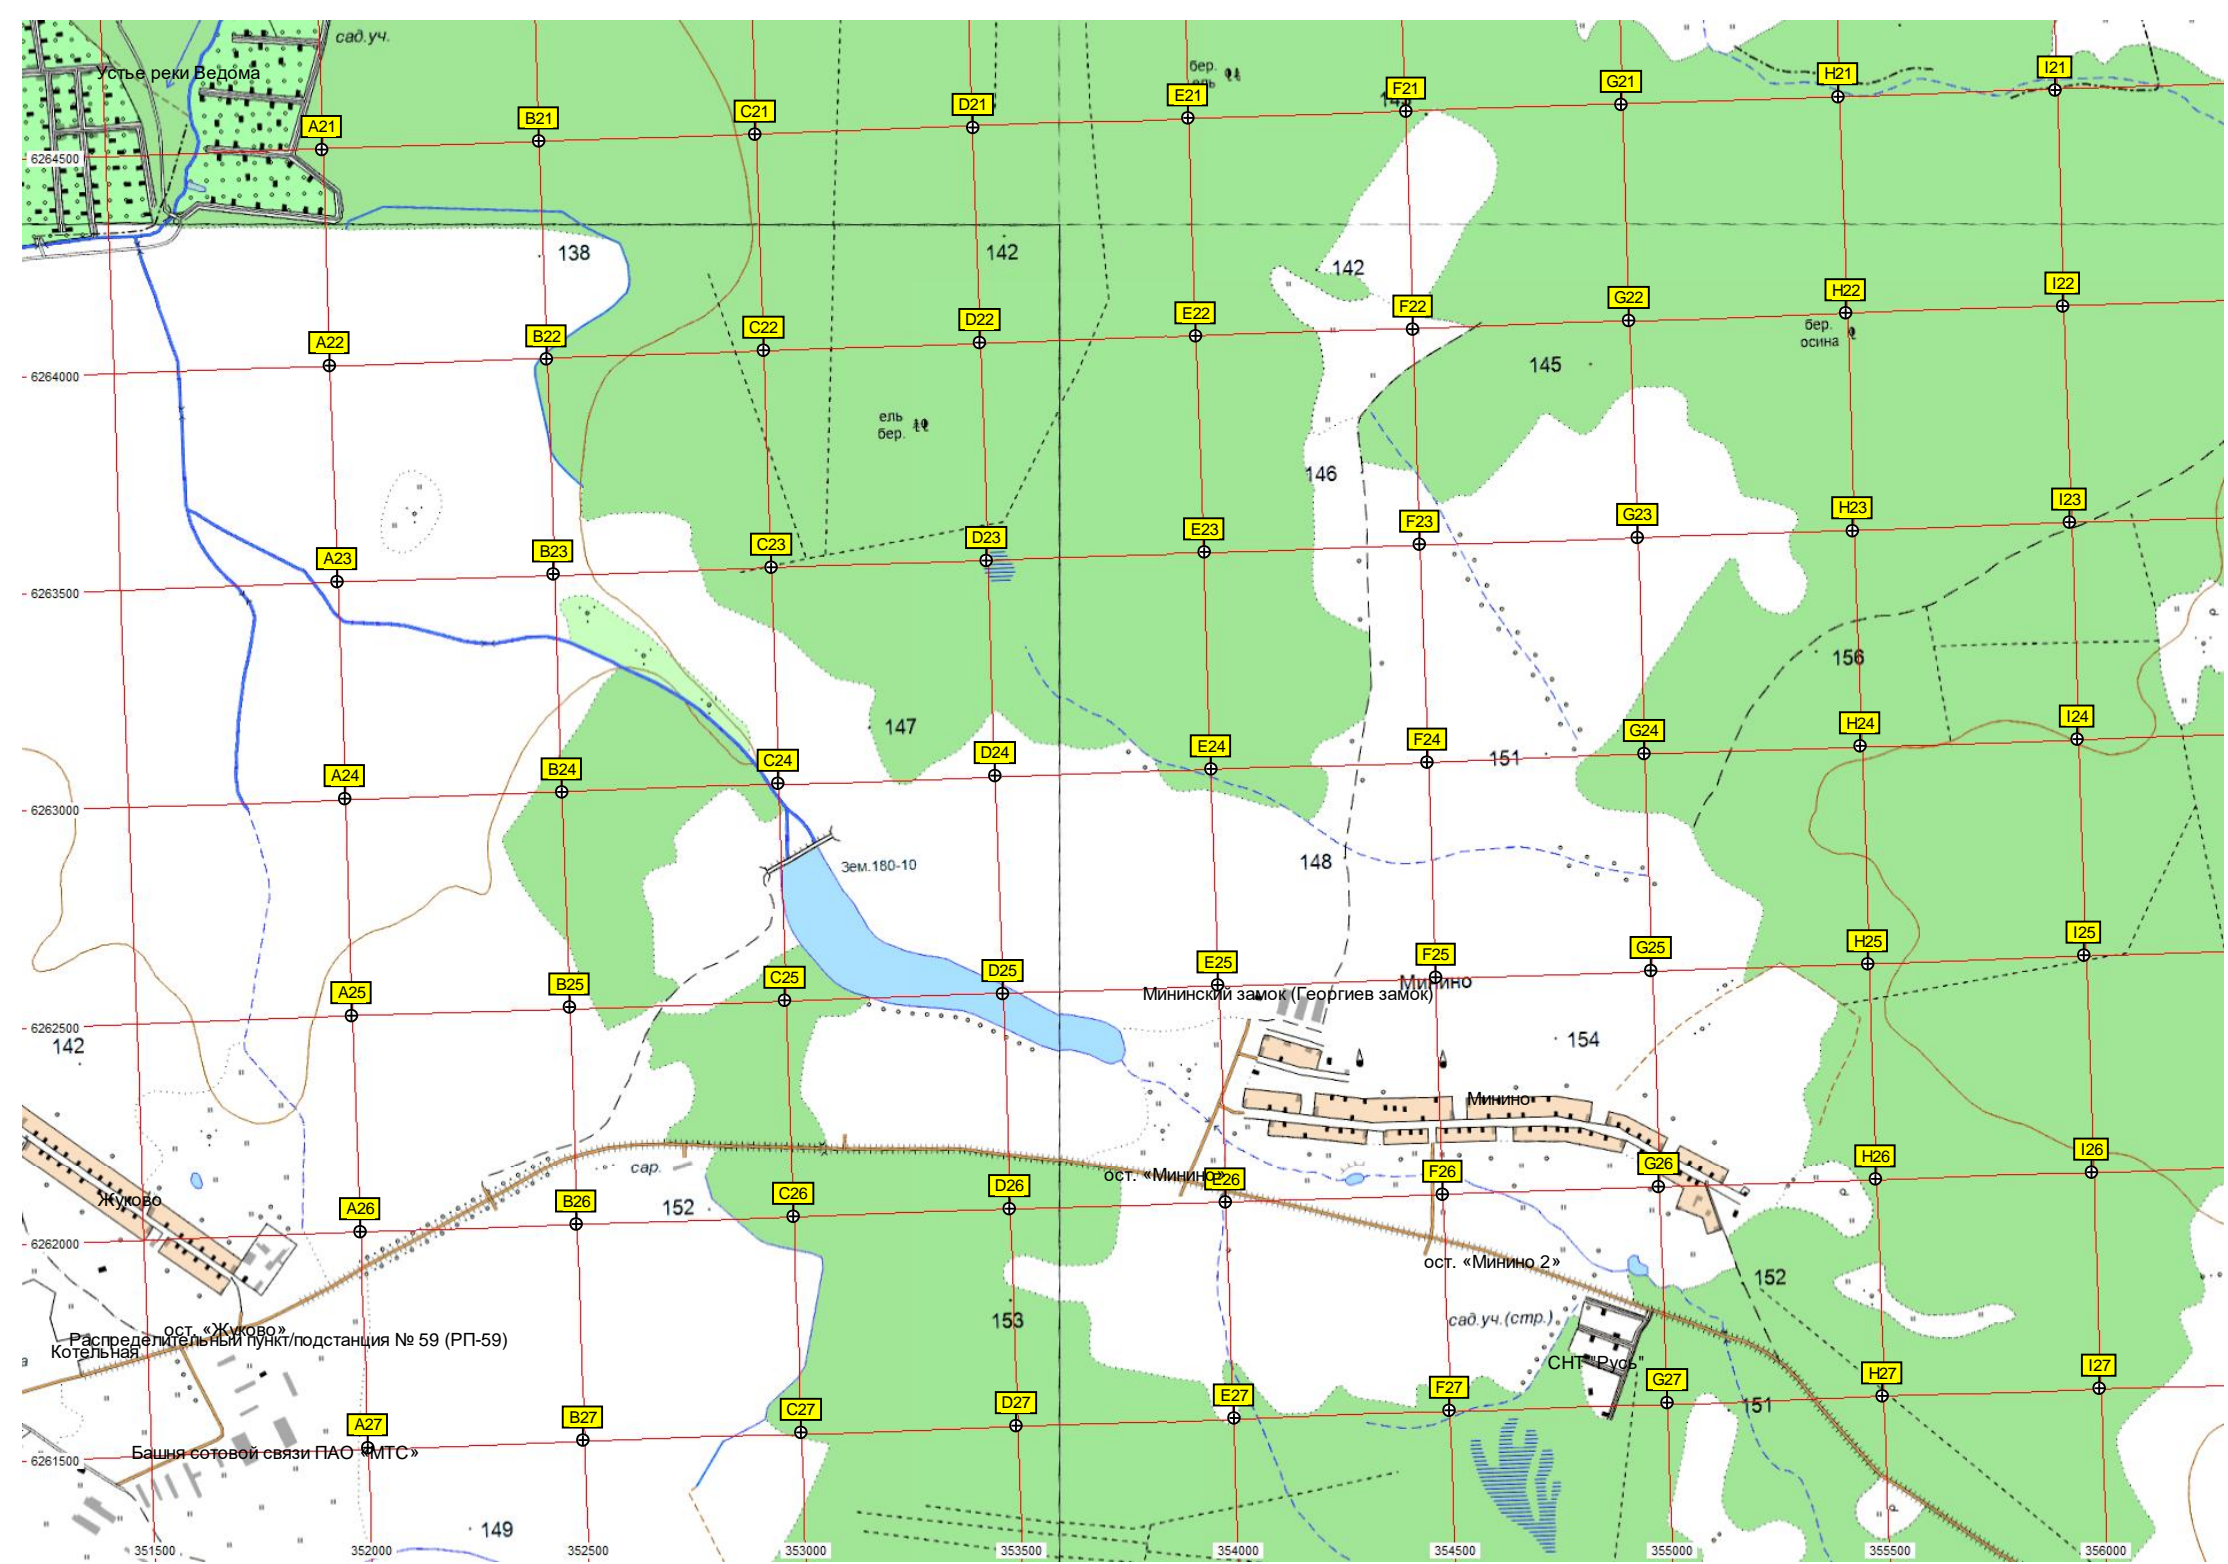 сад.уч.
Устье реки Ведома
бер.
ель
A21
B21
C21
D21
E21
F21
G21
H21
I21
6264500
138
142
142
A22
B22
C22
D22
E22
F22
G22
H22
I22
бер.
осина
145
6264000
ель
бер.
146
A23
B23
C23
D23
E23
F23
G23
H23
I23
6263500
156
147
151
A24
B24
C24
D24
E24
F24
G24
H24
I24
6263000
Зем.180-10
148
A25
B25
C25
D25
E25
F25
G25
H25
I25
Минино
Мининский замок (Георгиев замок)
6262500
142
154
Минино
сар.
ост. «Минино»
Жуково
152
A26
B26
C26
D26
E26
F26
G26
H26
I26
6262000
ост. «Минино 2»
152
153
сад.уч.(стр.)
ост. «Жуково»
Распределительный пункт/подстанция № 59 (РП-59)
Котельная
СНТ "Русь"
151
A27
B27
C27
D27
E27
F27
G27
H27
I27
Башня сотовой связи ПАО «МТС»
6261500
149
351500
352000
352500
353000
353500
354000
354500
355000
355500
356000